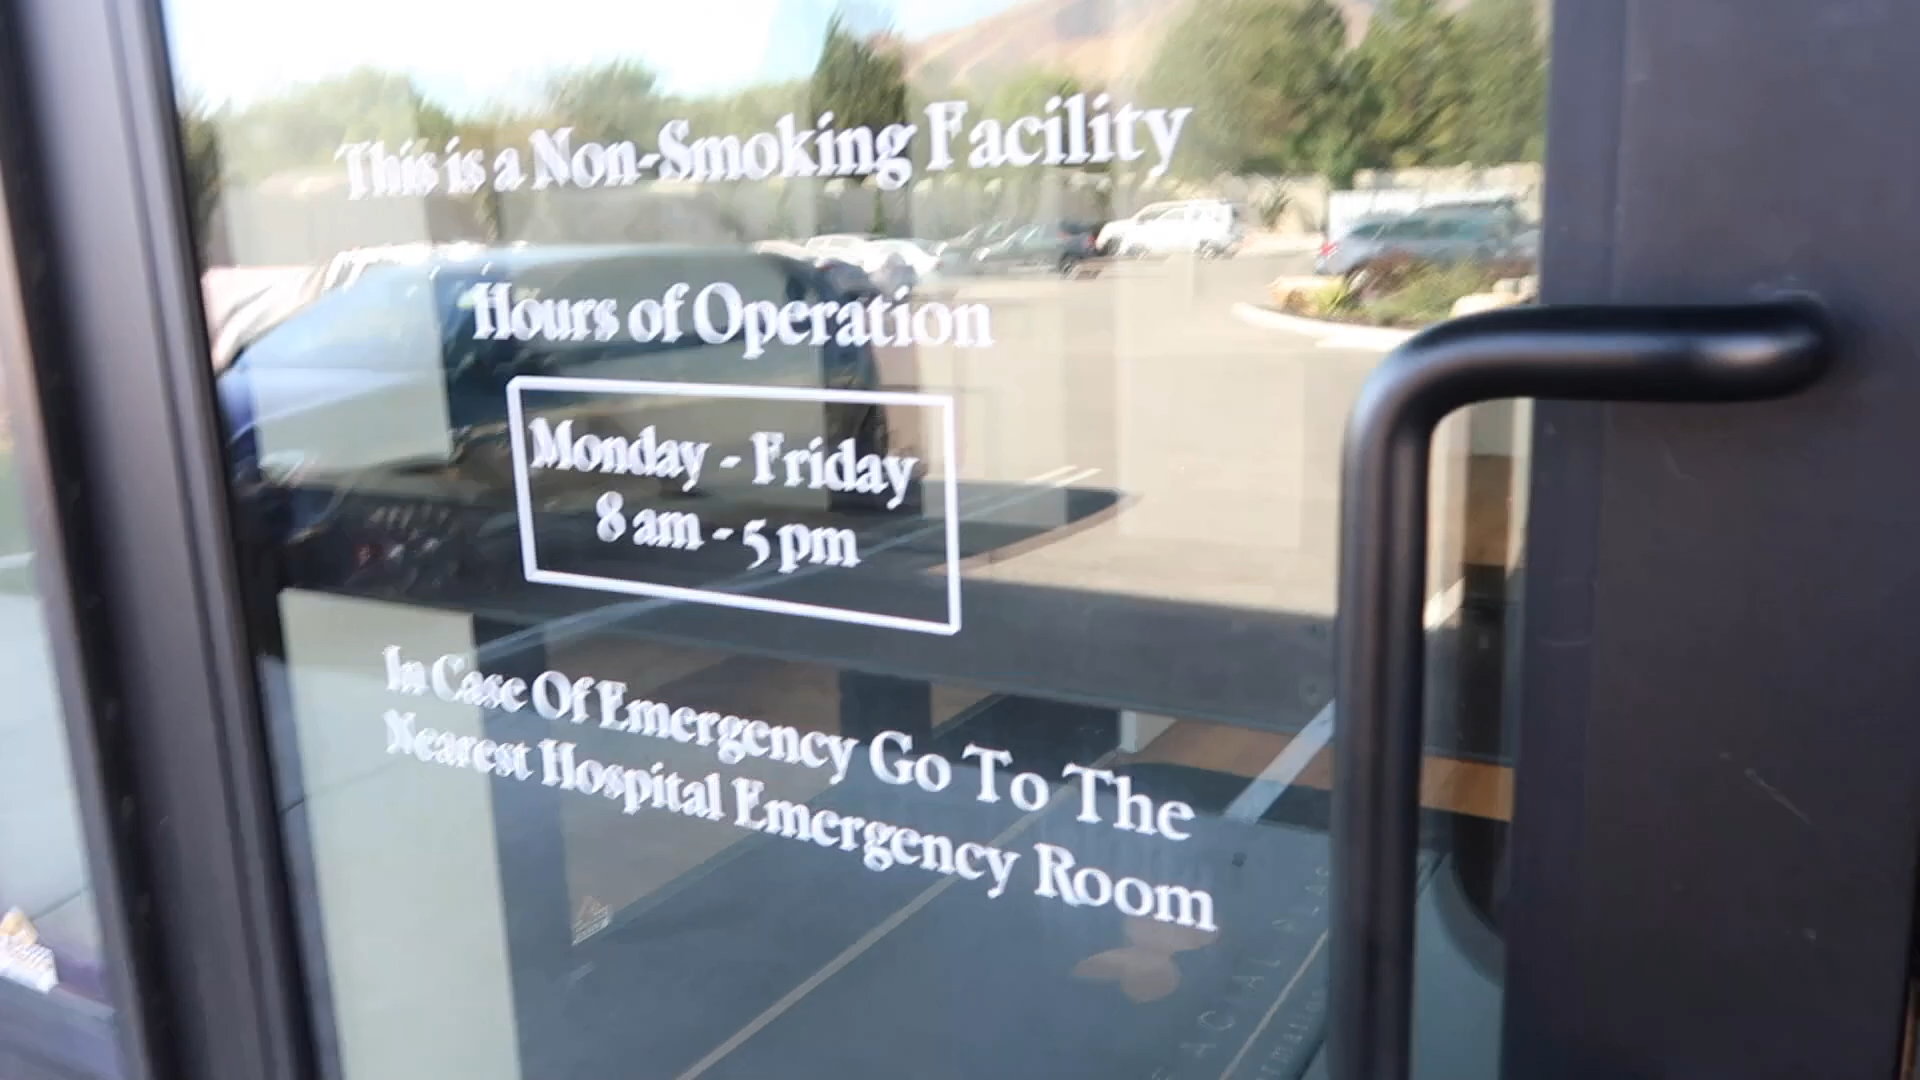 This is a Non-Smoking Facility
Hours of Operation
Monday - Friday
8 am - 5 pm
In Case Of Emergency Go To The
Nearest Hospital Emergency Room